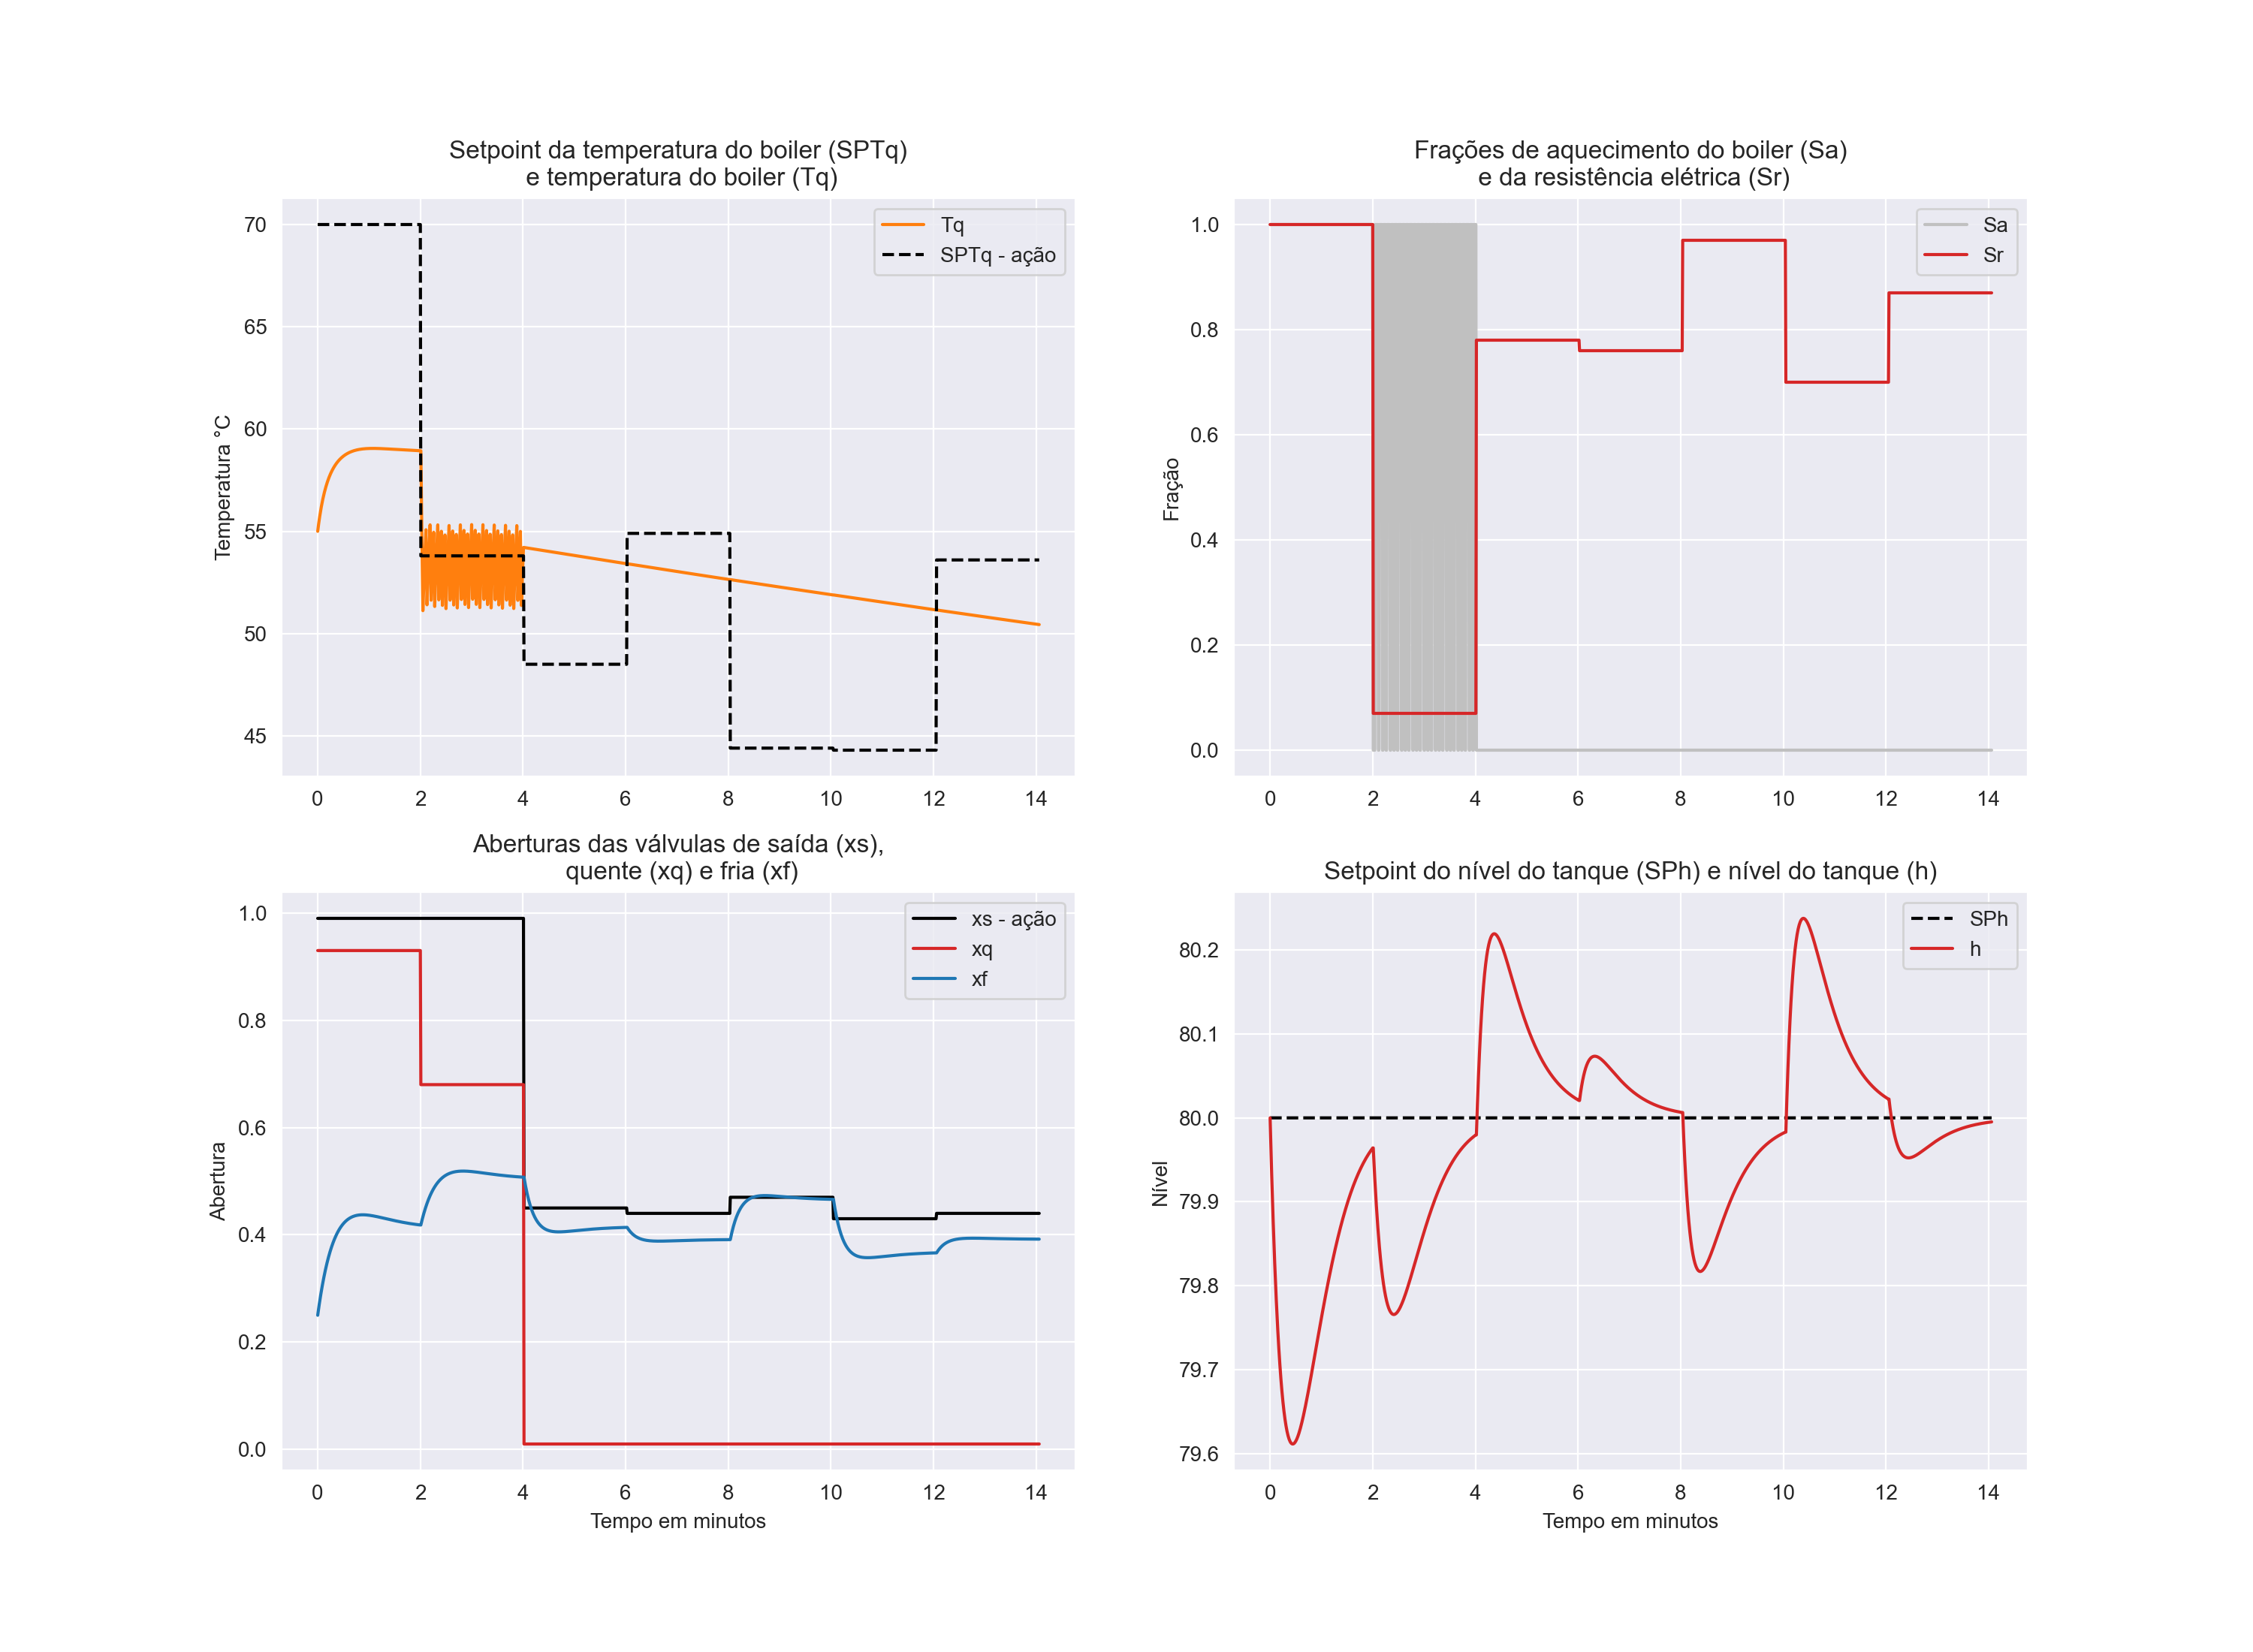 Setpoint da temperatura do boiler (SPTq)
e temperatura do boiler (Tq)
Temperatura °C
70
65
60
55
50
45
0 2 4 6 8 10 12 14
Tq
SPTq - ação
Frações de aquecimento do boiler (Sa)
e da resistência elétrica (Sr)
Fração
1.0
0.8
0.6
0.4
0.2
0.0
0 2 4 6 8 10 12 14
Sa
Sr
Aberturas das válvulas de saída (xs),
quente (xq) e fria (xf)
Abertura
1.0
0.8
0.6
0.4
0.2
0.0
0 2 4 6 8 10 12 14
Tempo em minutos
xs - ação
xq
xf
Setpoint do nível do tanque (SPh) e nível do tanque (h)
Nível
80.2
80.1
80.0
79.9
79.8
79.7
79.6
0 2 4 6 8 10 12 14
Tempo em minutos
SPh
h